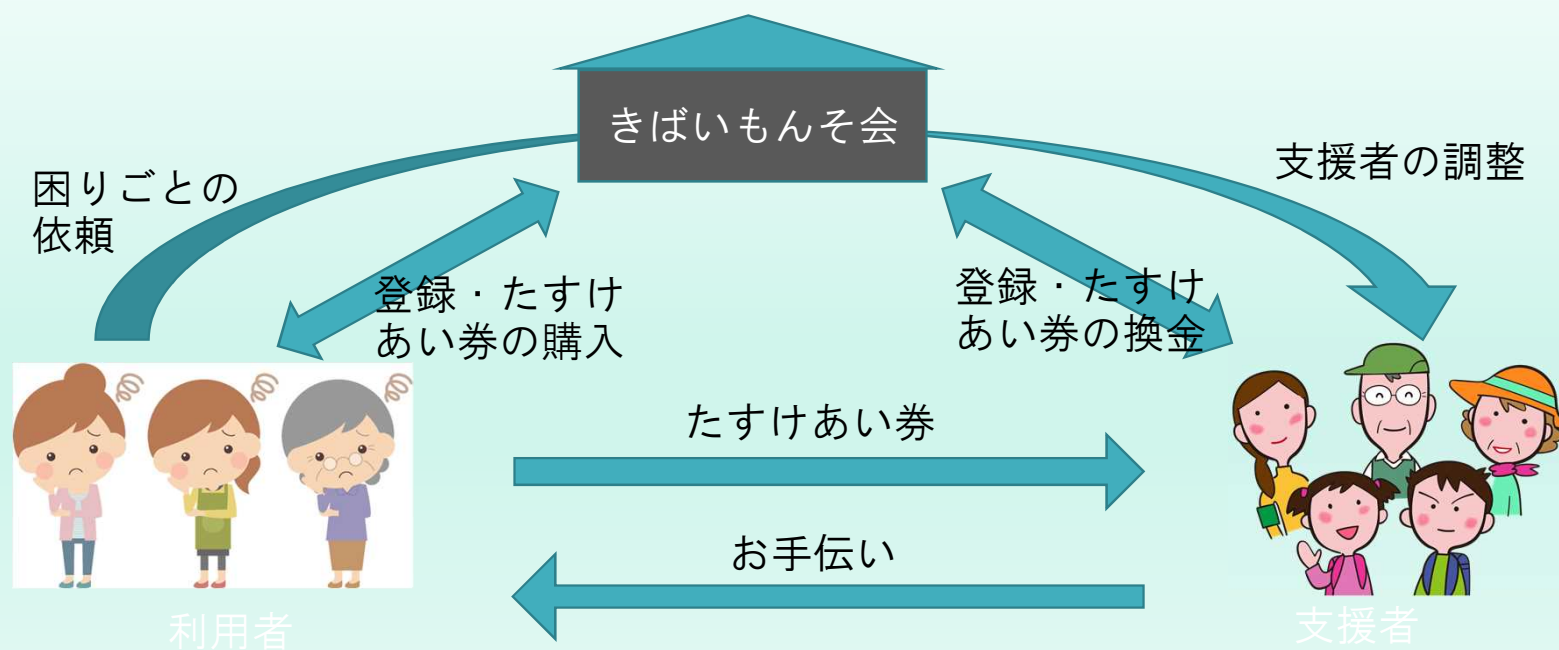 きばいもんそ会
困りごとの
依頼
支援者の調整
登録・たすけ
あい券の購入
登録・たすけ
あい券の換金
たすけあい券
お手伝い
利用者
支援者